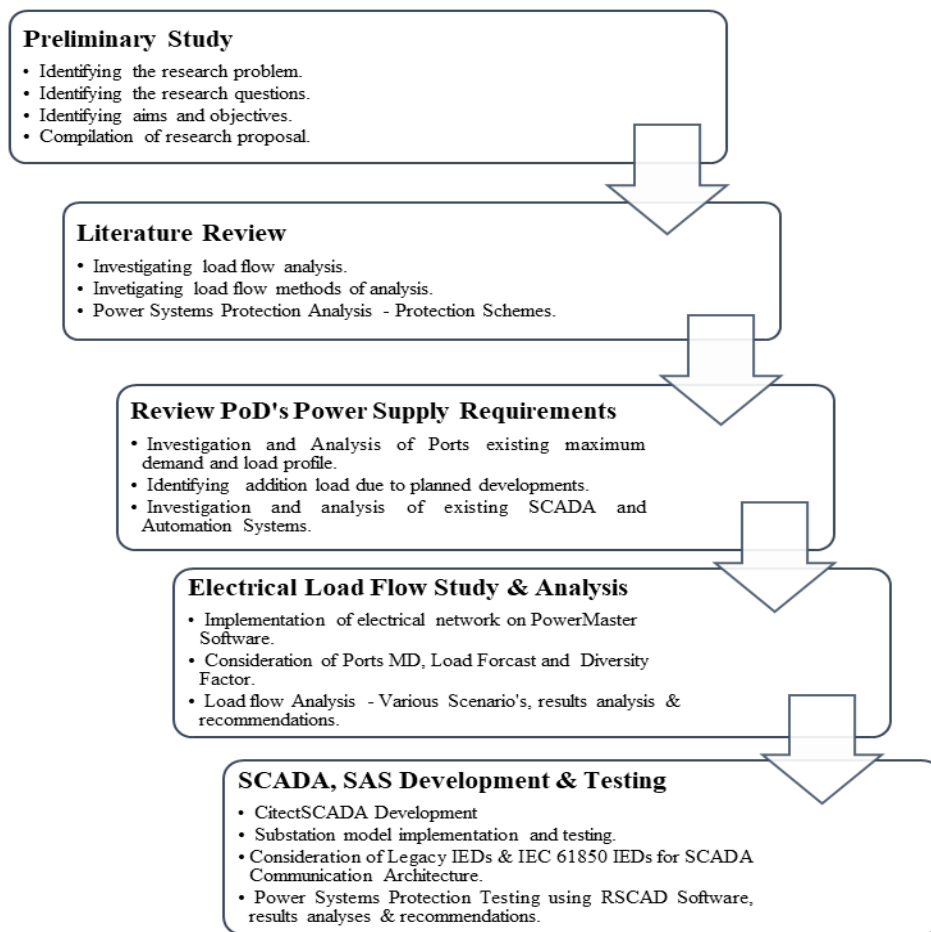 Preliminary Study
• Identifying the research problem.
• Identifying the research questions.
• Identifying aims and objectives.
• Compilation of research proposal.
Literature Review
• Investigating load flow analysis.
• Invetigating load flow methods of analysis.
• Power Systems Protection Analysis - Protection Schemes.
Review PoD's Power Supply Requirements
• Investigation and Analysis of Ports existing maximum
demand and load profile.
• Identifying addition load due to planned developments.
• Investigation and analysis of existing SCADA and
Automation Systems.
Electrical Load Flow Study & Analysis
• Implementation of electrical network on PowerMaster
Software.
• Consideration of Ports MD, Load Forcast and Diversity
Factor.
• Load flow Analysis - Various Scenario's, results analysis &
recommendations.
SCADA, SAS Development & Testing
• CitectSCADA Development
• Substation model implementation and testing.
• Consideration of Legacy IEDs & IEC 61850 IEDs for SCADA
Communication Architecture.
• Power Systems Protection Testing using RSCAD Software,
results analyses & recommendations.